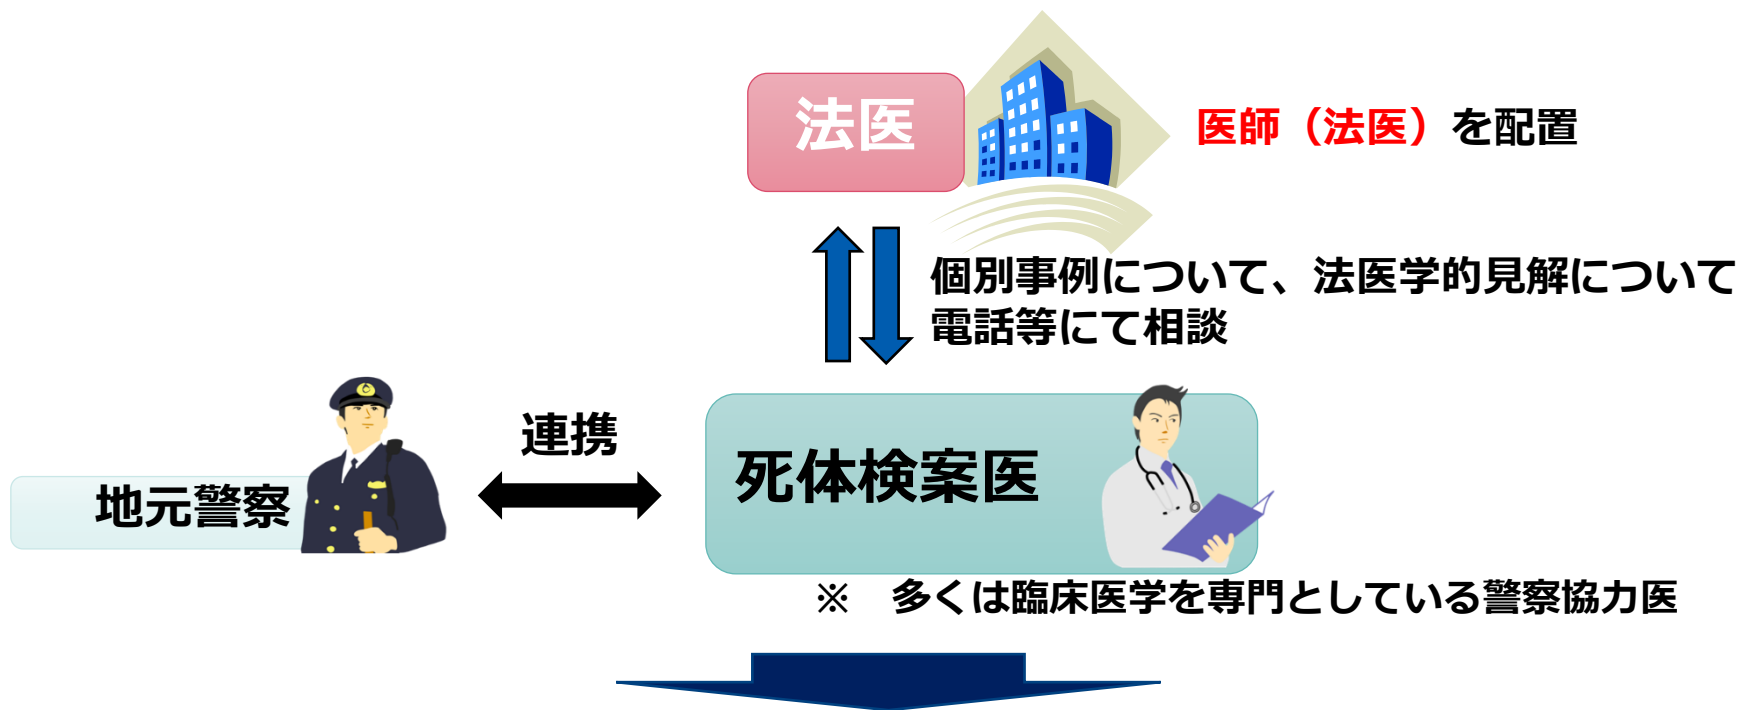 法医
医師（法医）を配置
個別事例について、法医学的見解について
電話等にて相談
連携
地元警察
死体検案医
※　多くは臨床医学を専門としている警察協力医